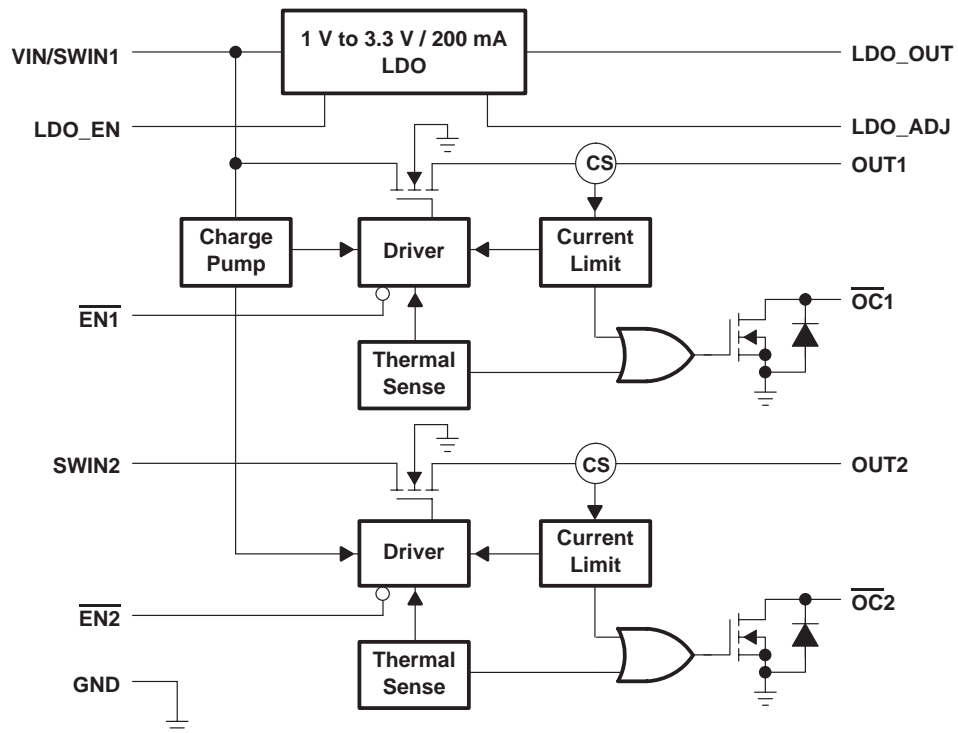 1 V to 3.3 V / 200 mA
LDO
VIN/SWIN1
LDO_OUT
LDO_EN
LDO_ADJ
CS
OUT1
Charge
Pump
Driver
Current
Limit
EN1
OC1
Thermal
Sense
SWIN2
CS
OUT2
Driver
Current
Limit
EN2
OC2
Thermal
Sense
GND